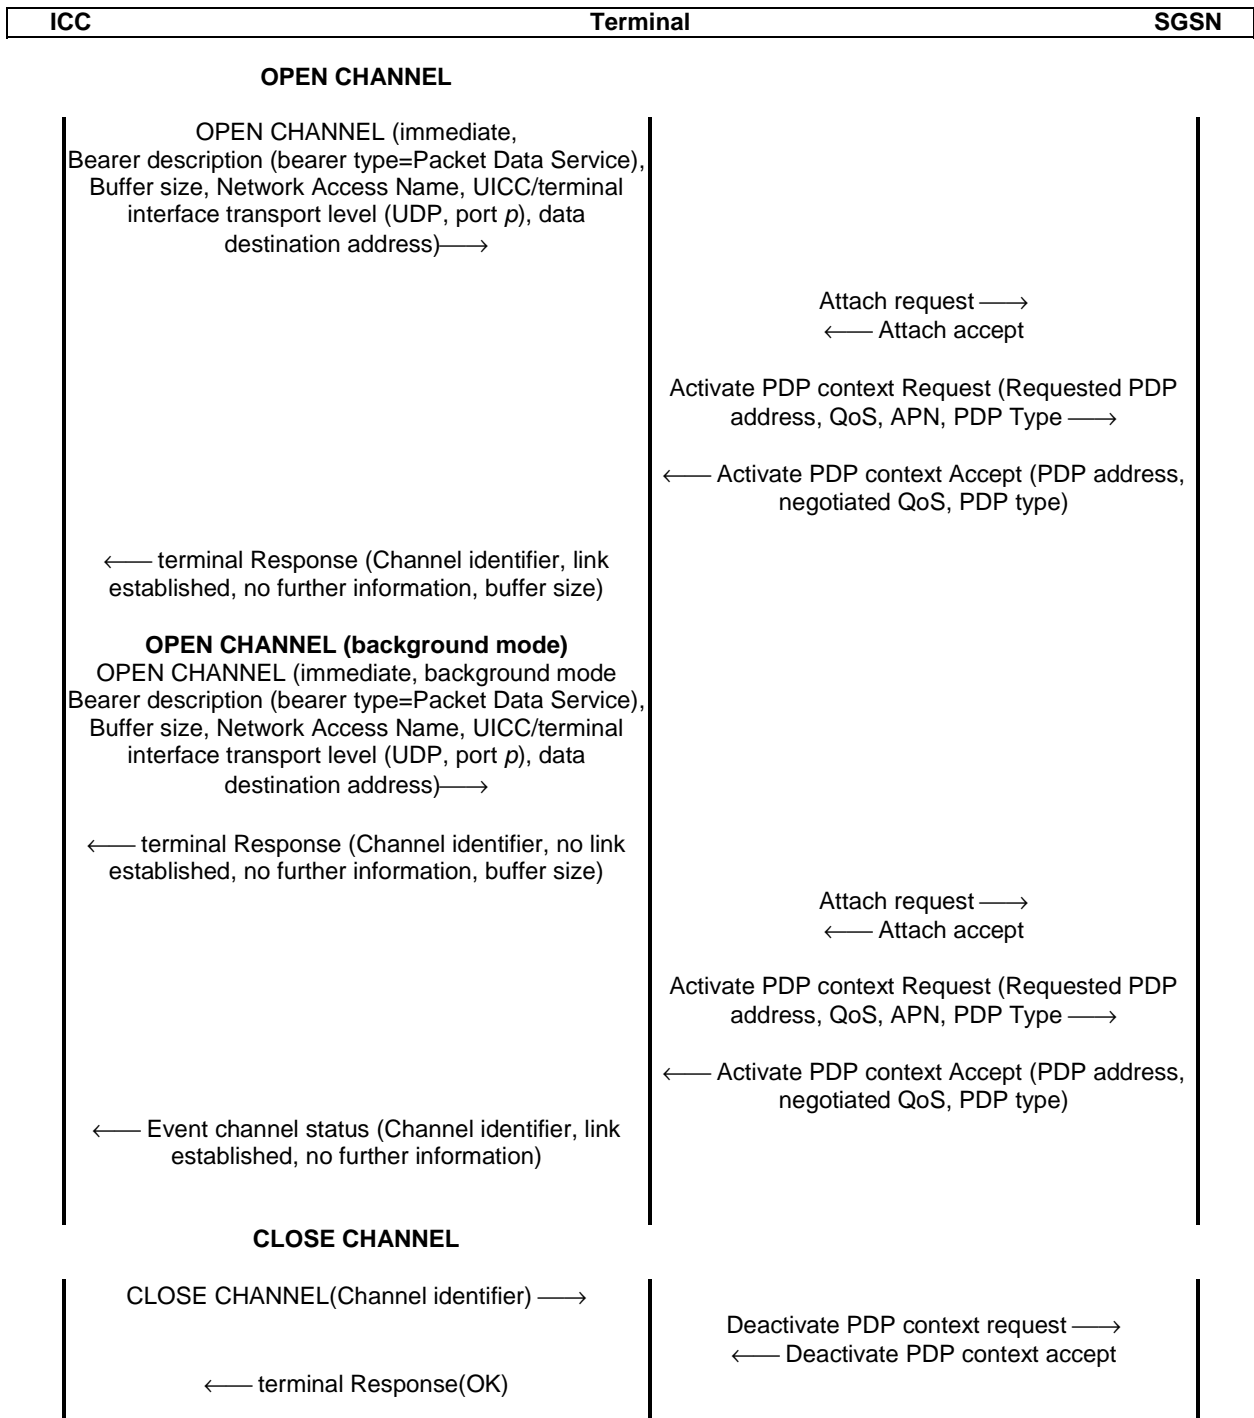 ICC Terminal SGSN
OPEN CHANNEL
OPEN CHANNEL (immediate,
Bearer description (bearer type=Packet Data Service),
Buffer size, Network Access Name, UICC/terminal
interface transport level (UDP, port p), data
destination address)⟶
Attach request ⟶
⟵ Attach accept
Activate PDP context Request (Requested PDP
address, QoS, APN, PDP Type ⟶
⟵ Activate PDP context Accept (PDP address,
negotiated QoS, PDP type)
⟵ terminal Response (Channel identifier, link
established, no further information, buffer size)
OPEN CHANNEL (background mode)
OPEN CHANNEL (immediate, background mode
Bearer description (bearer type=Packet Data Service),
Buffer size, Network Access Name, UICC/terminal
interface transport level (UDP, port p), data
destination address)⟶
⟵ terminal Response (Channel identifier, no link
established, no further information, buffer size)
Attach request ⟶
⟵ Attach accept
Activate PDP context Request (Requested PDP
address, QoS, APN, PDP Type ⟶
⟵ Activate PDP context Accept (PDP address,
negotiated QoS, PDP type)
⟵ Event channel status (Channel identifier, link
established, no further information)
CLOSE CHANNEL
CLOSE CHANNEL(Channel identifier) ⟶
Deactivate PDP context request ⟶
⟵ Deactivate PDP context accept
⟵ terminal Response(OK)